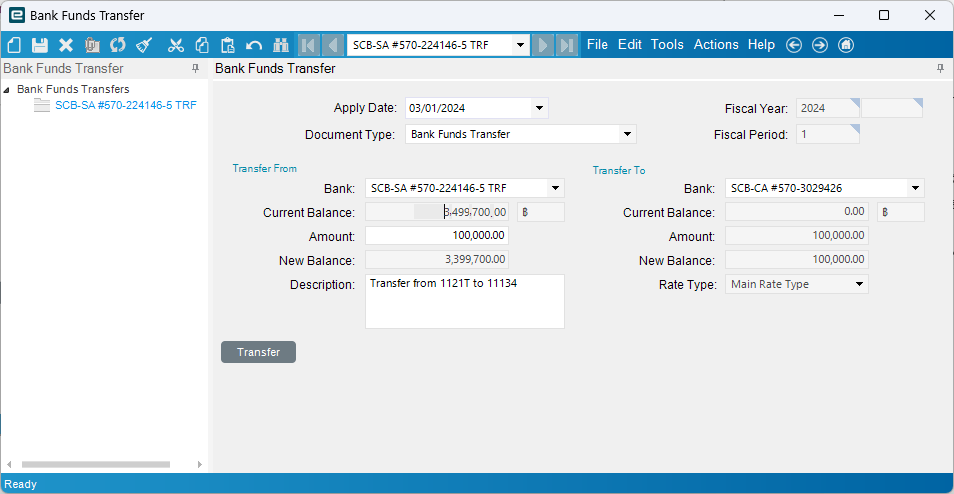 Bank Funds Transfer
SCB-SA #570-224146-5 TRF File Edit Tools Actions Help
Bank Funds Transfer
Bank Funds Transfers
SCB-SA #570-224146-5 TRF
Bank Funds Transfer
Apply Date: 03/01/2024 Fiscal Year: 2024
Document Type: Bank Funds Transfer Fiscal Period: 1
Transfer From Transfer To
Bank: SCB-SA #570-224146-5 TRF Bank: SCB-CA #570-3029426
Current Balance: 3,499,700.00 ฿ Current Balance: 0.00 ฿
Amount: 100,000.00 Amount: 100,000.00
New Balance: 3,399,700.00 New Balance: 100,000.00
Description: Transfer from 1121T to 11134 Rate Type: Main Rate Type
Transfer
Ready